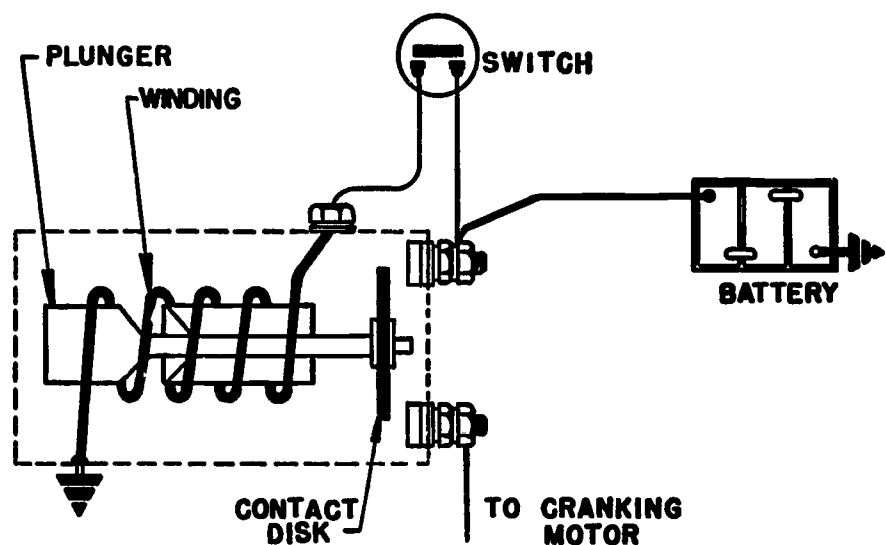 PLUNGER
SWITCH
WINDING
BATTERY
CONTACT
DISK
TO CRANKING
MOTOR